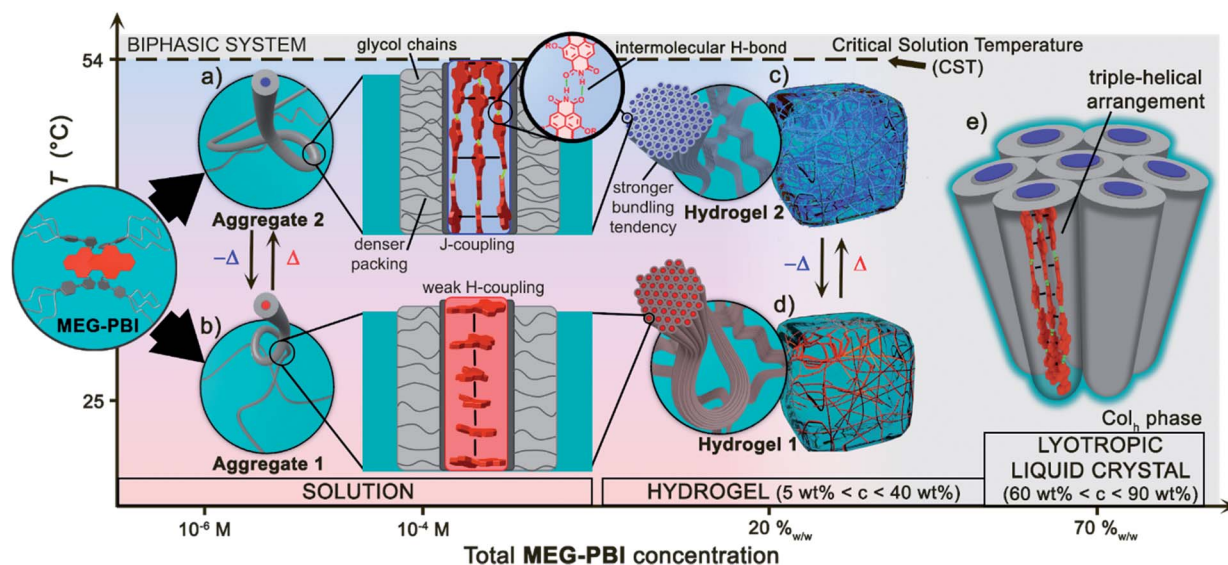 BIPHASIC SYSTEM
glycol chains
intermolecular H-bond
Critical Solution Temperature
(CST)
T (°C)
54
25
a)
Aggregate 2
–Δ
Δ
b)
Aggregate 1
MEG-PBI
denser
packing
J-coupling
weak H-coupling
RO
O
N
O
H
H
O
N
O
OR
stronger
bundling
tendency
c)
Hydrogel 2
–Δ
Δ
d)
Hydrogel 1
e)
triple-helical
arrangement
Colh phase
SOLUTION
HYDROGEL (5 wt% < c < 40 wt%)
LYOTROPIC
LIQUID CRYSTAL
(60 wt% < c < 90 wt%)
10-6 M
10-4 M
20 %w/w
70 %w/w
Total MEG-PBI concentration